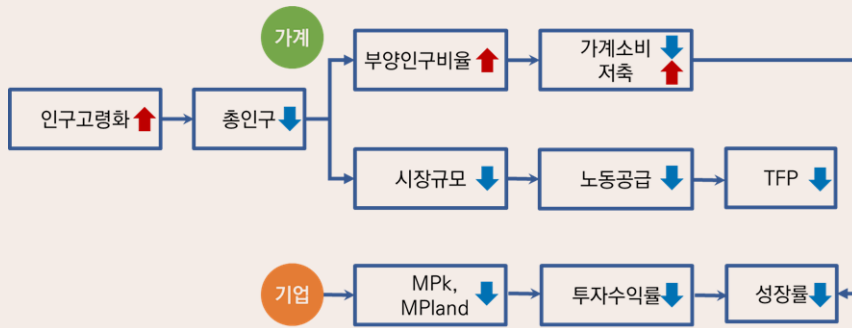 가계
부양인구비율
가계소비
저축
인구고령화
총인구
시장규모
노동공급
TFP
기업
MPk,
MPland
투자수익률
성장률